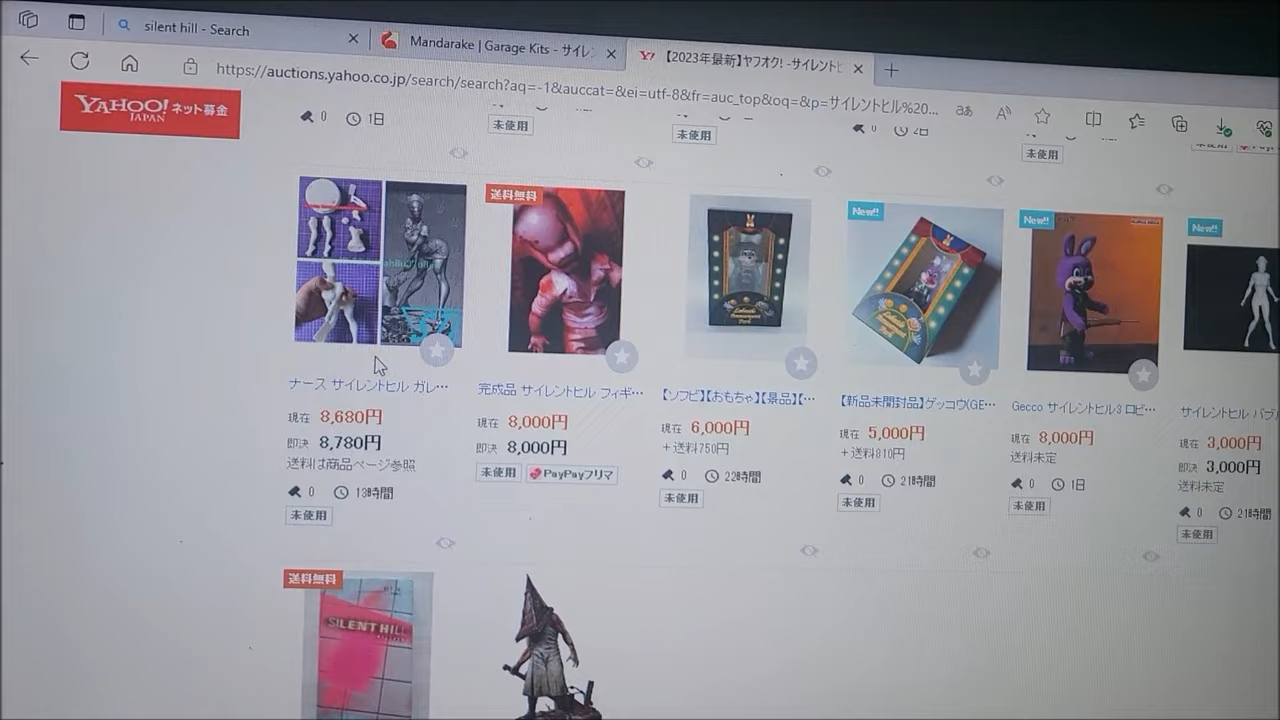 silent hill - Search
Mandarake | Garage Kits - サイレン
【2023年最新】ヤフオク! -サイレントヒ
https://auctions.yahoo.co.jp/search/search?aq=-1&auccat=&ei=utf-8&fr=auc_top&oq=&p=サイレントヒル%20...
YAHOO! ネット募金
JAPAN
0 1日
未使用
未使用
0 2日
未使用
送料無料
New!!
New!!
New!!
ナース サイレントヒル ガレ…
現在 8,680円
即決 8,780円
送料は商品ページ参照
0 13時間
未使用
完成品 サイレントヒル フィギ…
現在 8,000円
即決 8,000円
未使用 PayPayフリマ
【ソフビ】【おもちゃ】【景品】【…
現在 6,000円
+送料750円
0 22時間
未使用
【新品未開封品】ゲッコウ(GE…
現在 5,000円
+送料810円
0 21時間
未使用
Gecco サイレントヒル3 ロビ…
現在 8,000円
送料未定
0 1日
未使用
サイレントヒル バブ
現在 3,000円
即決 3,000円
送料未定
0 21時間
未使用
送料無料
SILENT HILL